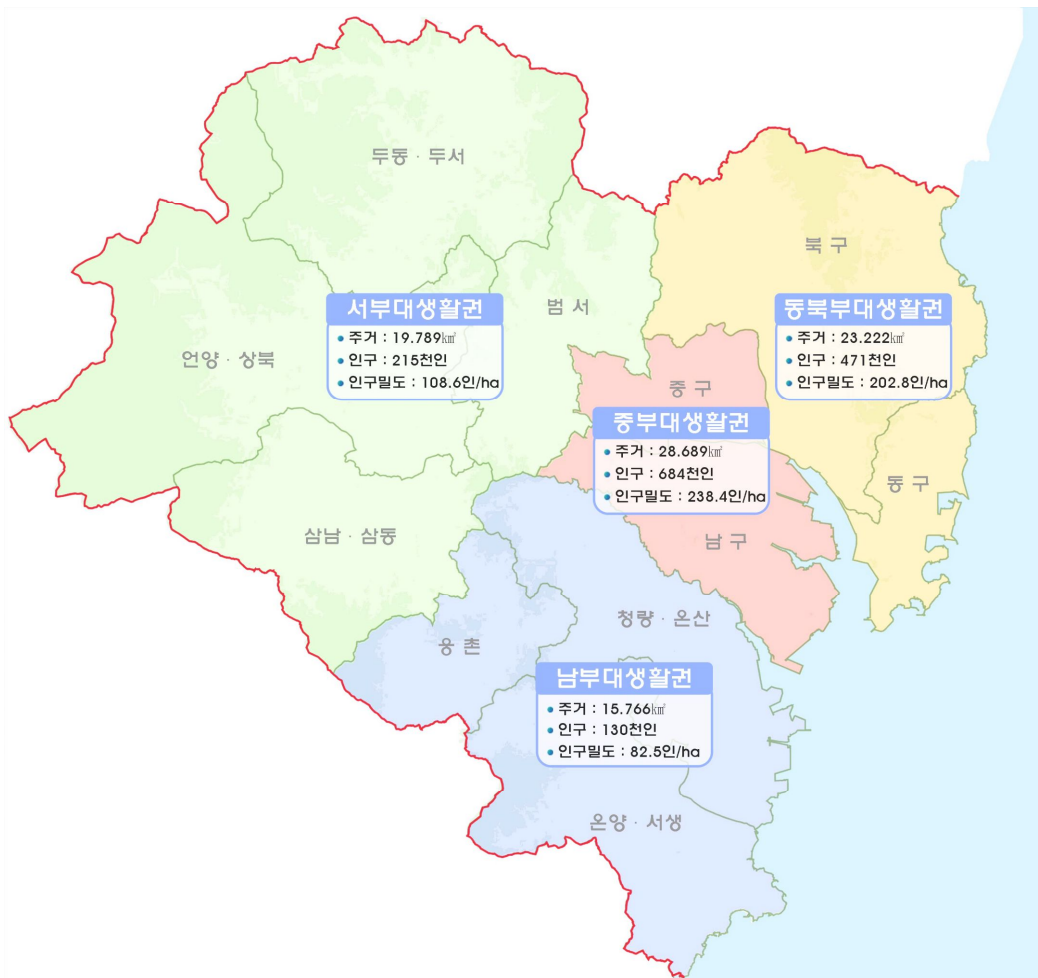 두동 · 두서
북구
서부대생활권
주거 : 19.789㎢
인구 : 215천인
인구밀도 : 108.6인/ha
범서
동북부대생활권
주거 : 23.222㎢
인구 : 471천인
인구밀도 : 202.8인/ha
언양 · 상북
중구
중부대생활권
주거 : 28.689㎢
인구 : 684천인
인구밀도 : 238.4인/ha
동구
삼남 · 삼동
남구
청량 · 온산
웅촌
남부대생활권
주거 : 15.766㎢
인구 : 130천인
인구밀도 : 82.5인/ha
온양 · 서생